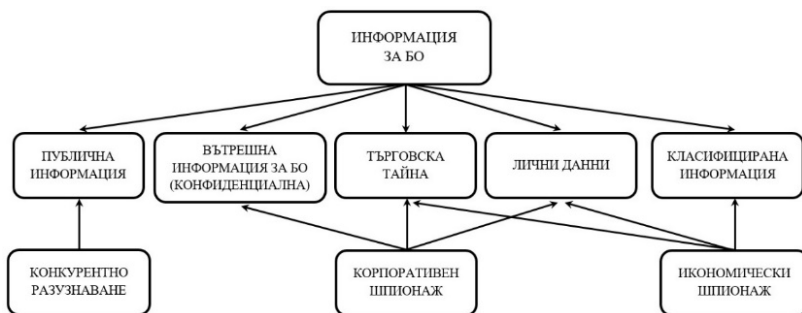 ИНФОРМАЦИЯ
ЗА БО
ПУБЛИЧНА
ИНФОРМАЦИЯ
ВЪТРЕШНА
ИНФОРМАЦИЯ ЗА БО
(КОНФИДЕНЦИАЛНА)
ТЪРГОВСКА
ТАЙНА
ЛИЧНИ ДАННИ
КЛАСИФИЦИРАНА
ИНФОРМАЦИЯ
КОНКУРЕНТНО
РАЗУЗНАВАНЕ
КОРПОРАТИВЕН
ШПИОНАЖ
ИКОНОМИЧЕСКИ
ШПИОНАЖ